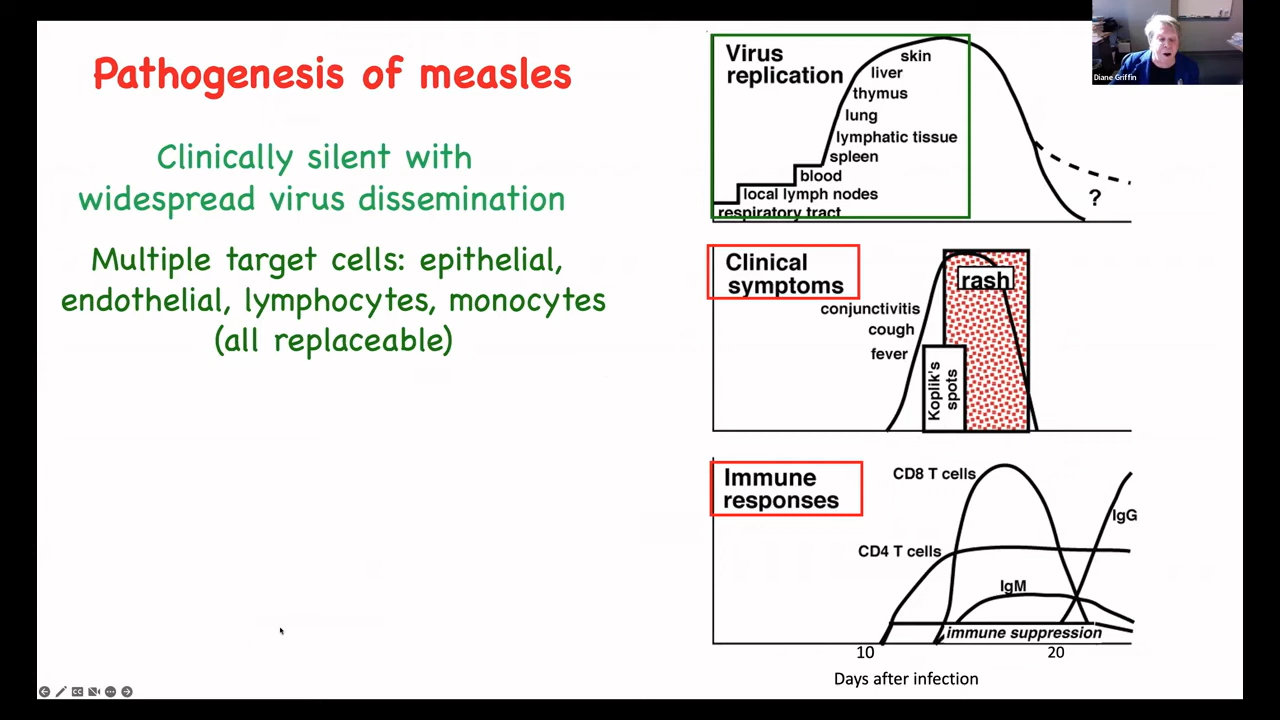 Pathogenesis of measles
Clinically silent with
widespread virus dissemination
Multiple target cells: epithelial,
endothelial, lymphocytes, monocytes
(all replaceable)
Virus
replication
skin
liver
thymus
lung
lymphatic tissue
spleen
blood
local lymph nodes
respiratory tract
?
Clinical
symptoms
rash
conjunctivitis
cough
fever
Koplik's
spots
Immune
responses
CD8 T cells
IgG
CD4 T cells
IgM
immune suppression
10
20
Days after infection
Diane Griffin
CC